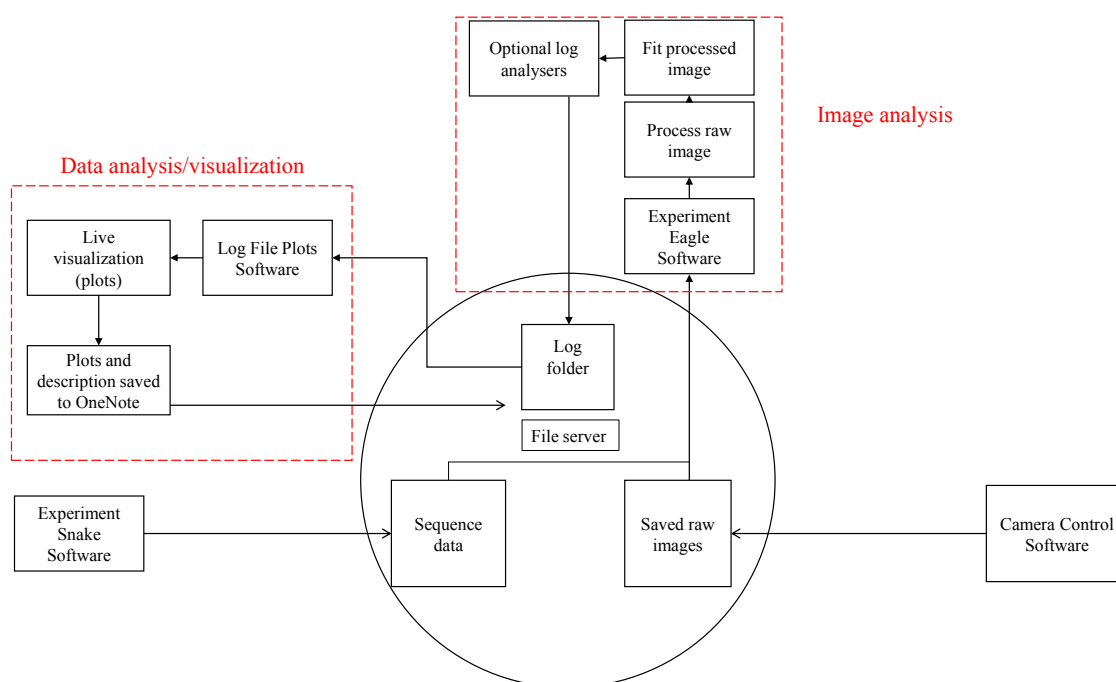 Optional log
analysers
Fit processed
image
Image analysis
Process raw
image
Data analysis/visualization
Experiment
Eagle
Software
Live
visualization
(plots)
Log File Plots
Software
Log
folder
Plots and
description saved
to OneNote
File server
Experiment
Snake
Software
Sequence
data
Saved raw
images
Camera Control
Software